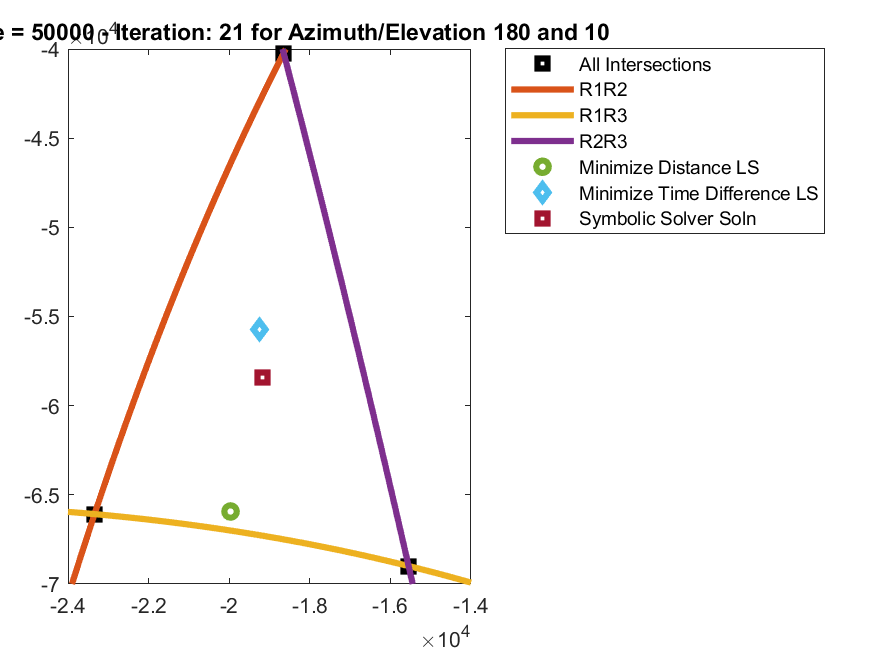 e = 50000 - Iteration: 21 for Azimuth/Elevation 180 and 10
×10⁴
-4
-4.5
-5
-5.5
-6
-6.5
-7
-2.4 -2.2 -2 -1.8 -1.6 -1.4
×10⁴
All Intersections
R1R2
R1R3
R2R3
Minimize Distance LS
Minimize Time Difference LS
Symbolic Solver Soln